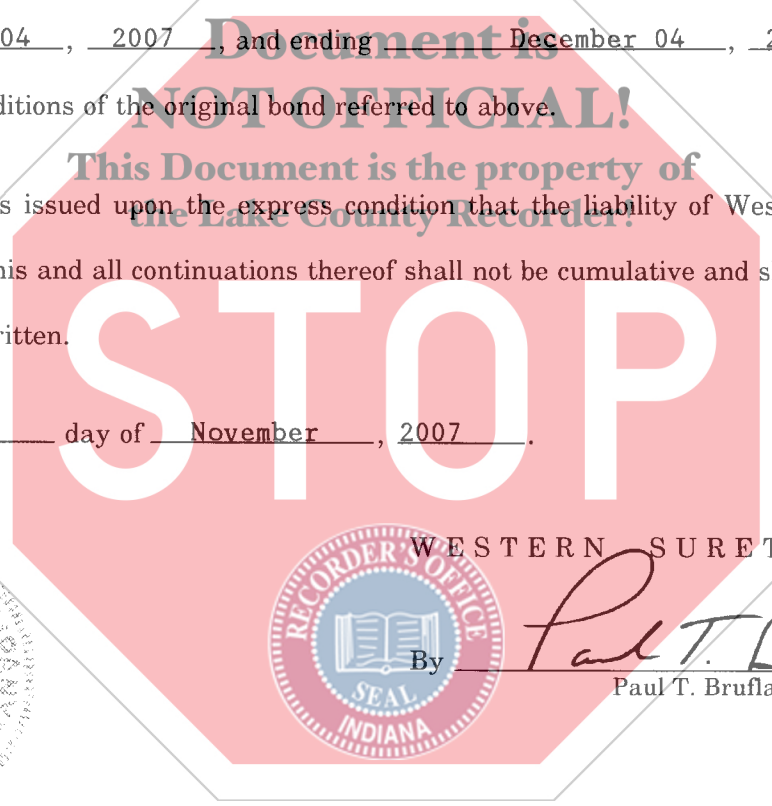 Document is
04 , 2007 , and ending December 04 , 2
NOT OFFICIAL!
ditions of the original bond referred to above.
This Document is the property of
the Lake County Recorder!
s issued upon the express condition that the liability of Wes
his and all continuations thereof shall not be cumulative and s
STOP
ritten.
day of November , 2007 .
WESTERN SURET
RECORDER'S OFFICE
SEAL
INDIANA
By Paul T.
Paul T. Brufla